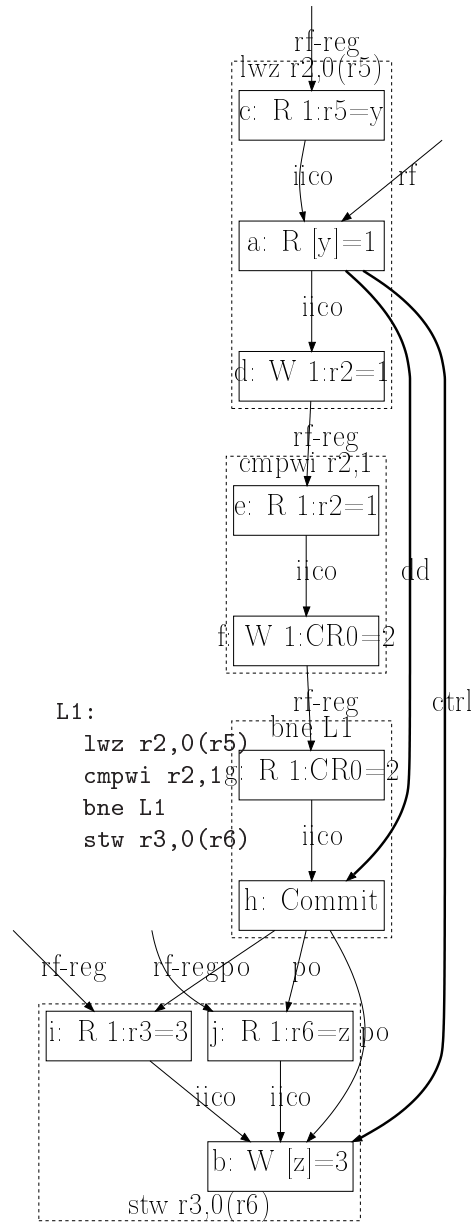 rf-reg
lwz r2,0(r5)
c: R 1:r5=y
iico
rf
a: R [y]=1
iico
d: W 1:r2=1
rf-reg
cmpwi r2,1
e: R 1:r2=1
iico
dd
f: W 1:CR0=2
rf-reg
ctrl
bne L1
L1:
lwz r2,0(r5)
cmpwi r2,1
bne L1
stw r3,0(r6)
g: R 1:CR0=2
iico
h: Commit
rf-reg
rf-reg
po
po
i: R 1:r3=3
j: R 1:r6=z
po
iico
iico
b: W [z]=3
stw r3,0(r6)